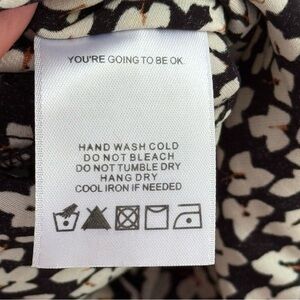 YOU'RE GOING TO BE OK.
HAND WASH COLD
DO NOT BLEACH
DO NOT TUMBLE DRY
HANG DRY
COOL IRON IF NEEDED